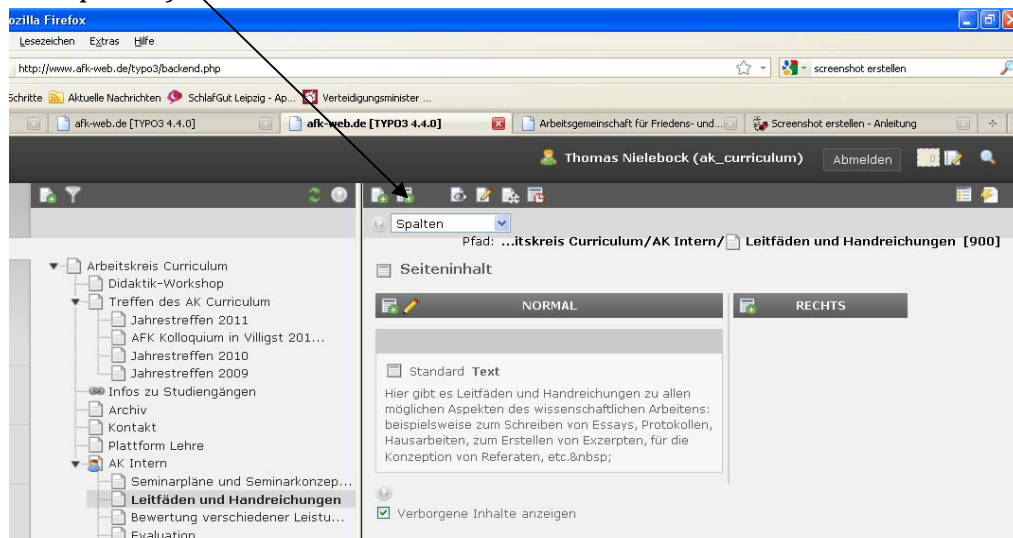 ozilla Firefox
Lesezeichen Extras Hilfe
http://www.afk-web.de/typo3/backend.php
screenshot erstellen
Schritte Aktuelle Nachrichten SchlafGut Leipzig - Ap... Verteidigungsminister ...
afk-web.de [TYPO3 4.4.0] afk-web.de [TYPO3 4.4.0] Arbeitsgemeinschaft für Friedens- und... Screenshot erstellen - Anleitung
Thomas Nielebock (ak_curriculum) Abmelden 0
Spalten
Pfad: ...itskreis Curriculum/AK Intern/ Leitfäden und Handreichungen [900]
Arbeitskreis Curriculum
Didaktik-Workshop
Treffen des AK Curriculum
Jahrestreffen 2011
AFK Kolloquium in Villigst 201...
Jahrestreffen 2010
Jahrestreffen 2009
Infos zu Studiengängen
Archiv
Kontakt
Plattform Lehre
AK Intern
Seminarpläne und Seminarkonzep...
Leitfäden und Handreichungen
Bewertung verschiedener Leistu...
Evaluation
Seiteninhalt
NORMAL
RECHTS
Standard Text
Hier gibt es Leitfäden und Handreichungen zu allen
möglichen Aspekten des wissenschaftlichen Arbeitens:
beispielsweise zum Schreiben von Essays, Protokollen,
Hausarbeiten, zum Erstellen von Exzerpten, für die
Konzeption von Referaten, etc.&nbsp;
Verborgene Inhalte anzeigen